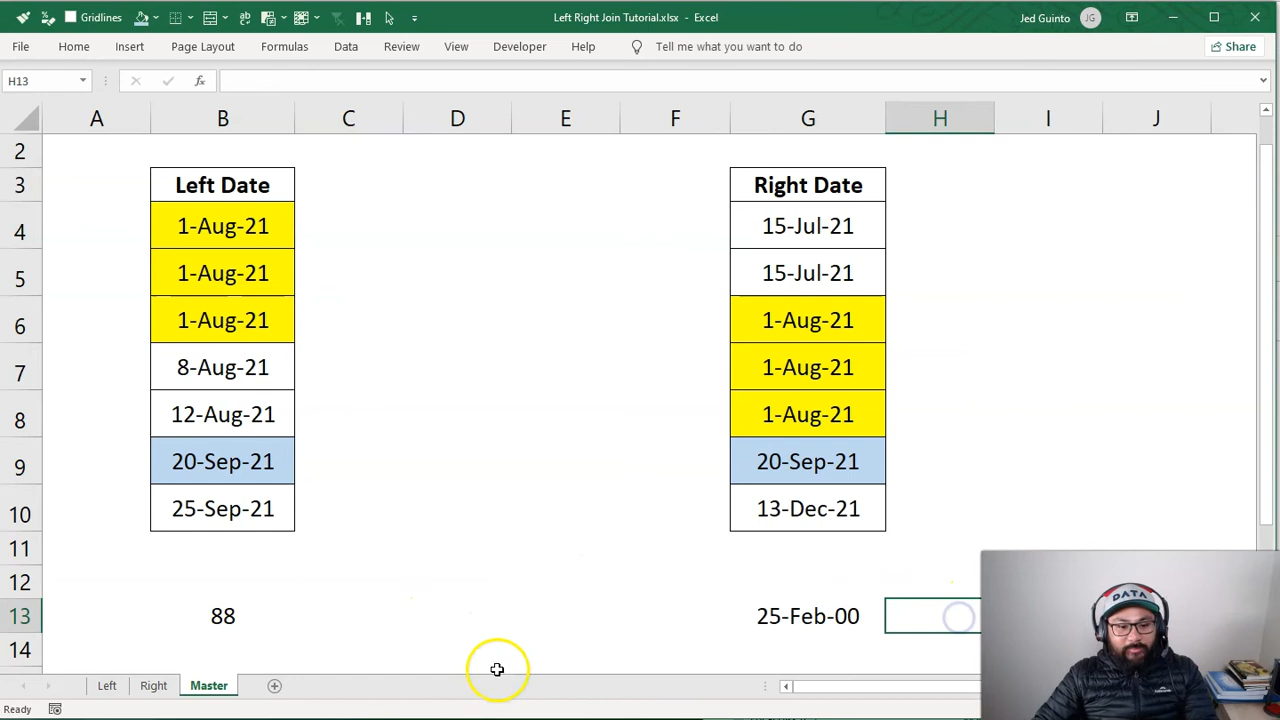 Gridlines
ab
Left Right Join Tutorial.xlsx - Excel
Jed Guinto
JG
File
Home
Insert
Page Layout
Formulas
Data
Review
View
Developer
Help
Tell me what you want to do
Share
H13
fx
A B C D E F G H I J
2
3 Left Date Right Date
4 1-Aug-21 15-Jul-21
5 1-Aug-21 15-Jul-21
6 1-Aug-21 1-Aug-21
7 8-Aug-21 1-Aug-21
8 12-Aug-21 1-Aug-21
9 20-Sep-21 20-Sep-21
10 25-Sep-21 13-Dec-21
11
12
13 88 25-Feb-00
14
DATA
Left Right Master
Ready